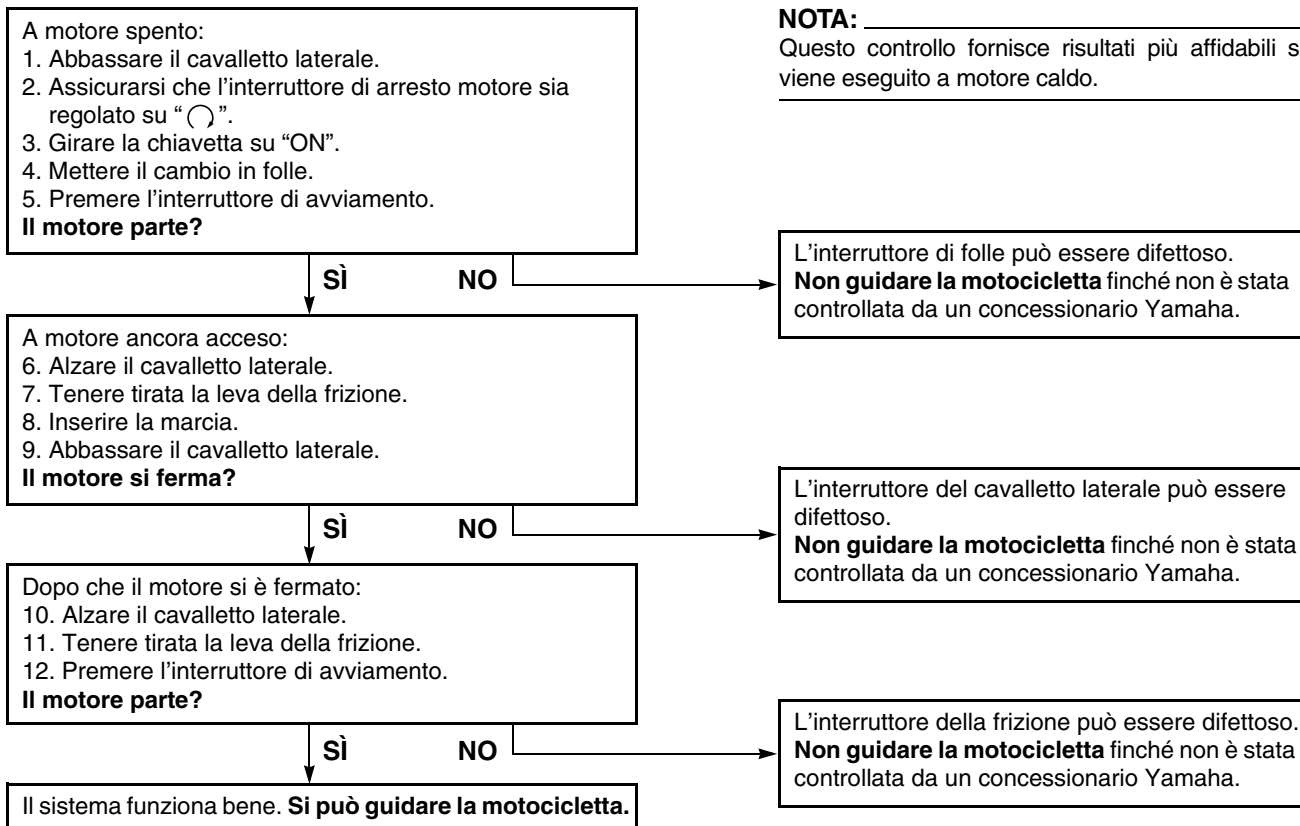 A motore spento:
1. Abbassare il cavalletto laterale.
2. Assicurarsi che l’interruttore di arresto motore sia
regolato su “ ”.
3. Girare la chiavetta su “ON”.
4. Mettere il cambio in folle.
5. Premere l’interruttore di avviamento.
Il motore parte?
NOTA:
Questo controllo fornisce risultati più affidabili s
viene eseguito a motore caldo.
SÌ NO
L’interruttore di folle può essere difettoso.
Non guidare la motocicletta finché non è stata
controllata da un concessionario Yamaha.
A motore ancora acceso:
6. Alzare il cavalletto laterale.
7. Tenere tirata la leva della frizione.
8. Inserire la marcia.
9. Abbassare il cavalletto laterale.
Il motore si ferma?
SÌ NO
L’interruttore del cavalletto laterale può essere
difettoso.
Non guidare la motocicletta finché non è stata
controllata da un concessionario Yamaha.
Dopo che il motore si è fermato:
10. Alzare il cavalletto laterale.
11. Tenere tirata la leva della frizione.
12. Premere l’interruttore di avviamento.
Il motore parte?
SÌ NO
L’interruttore della frizione può essere difettoso.
Non guidare la motocicletta finché non è stata
controllata da un concessionario Yamaha.
Il sistema funziona bene. Si può guidare la motocicletta.